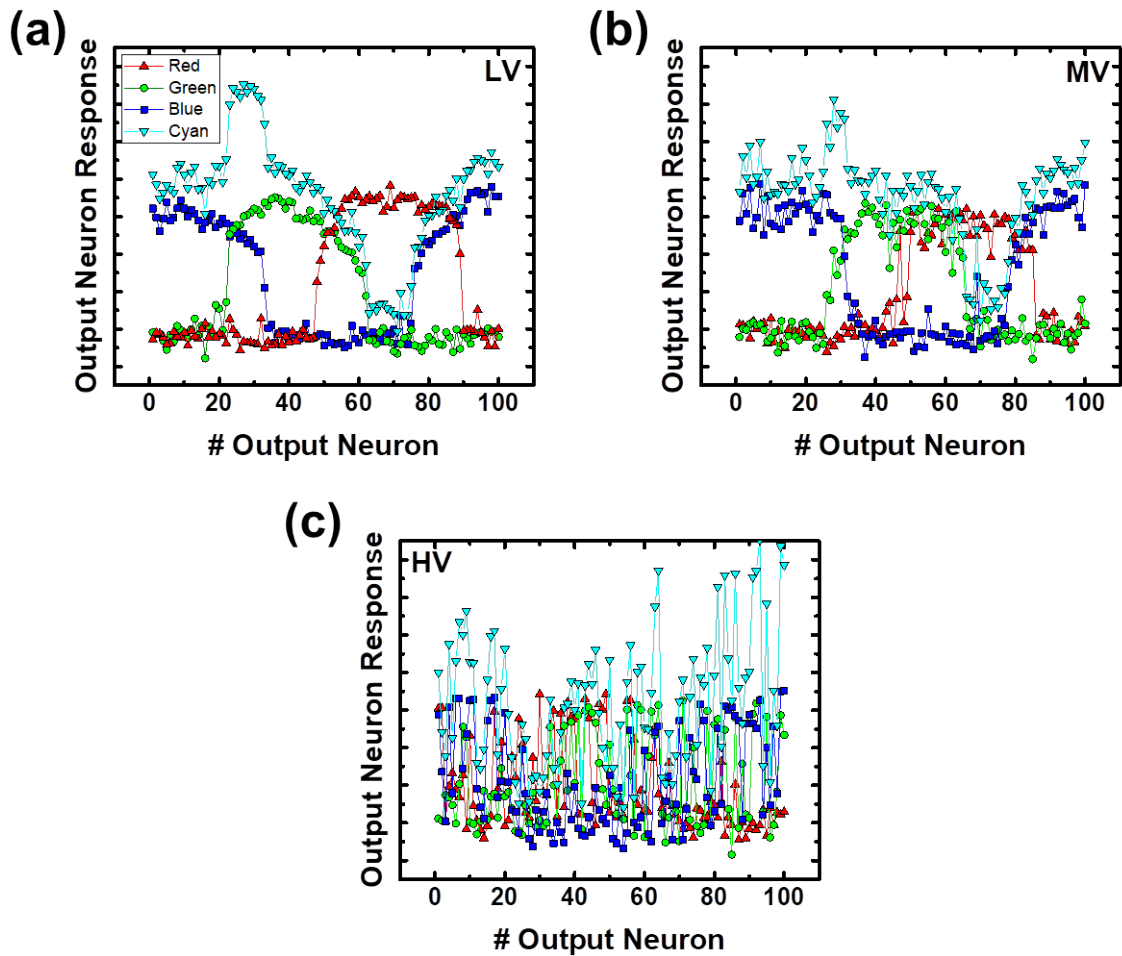 (a)
Output Neuron Response
Red
Green
Blue
Cyan
LV
0 20 40 60 80 100
# Output Neuron
(b)
Output Neuron Response
MV
0 20 40 60 80 100
# Output Neuron
(c)
Output Neuron Response
HV
0 20 40 60 80 100
# Output Neuron